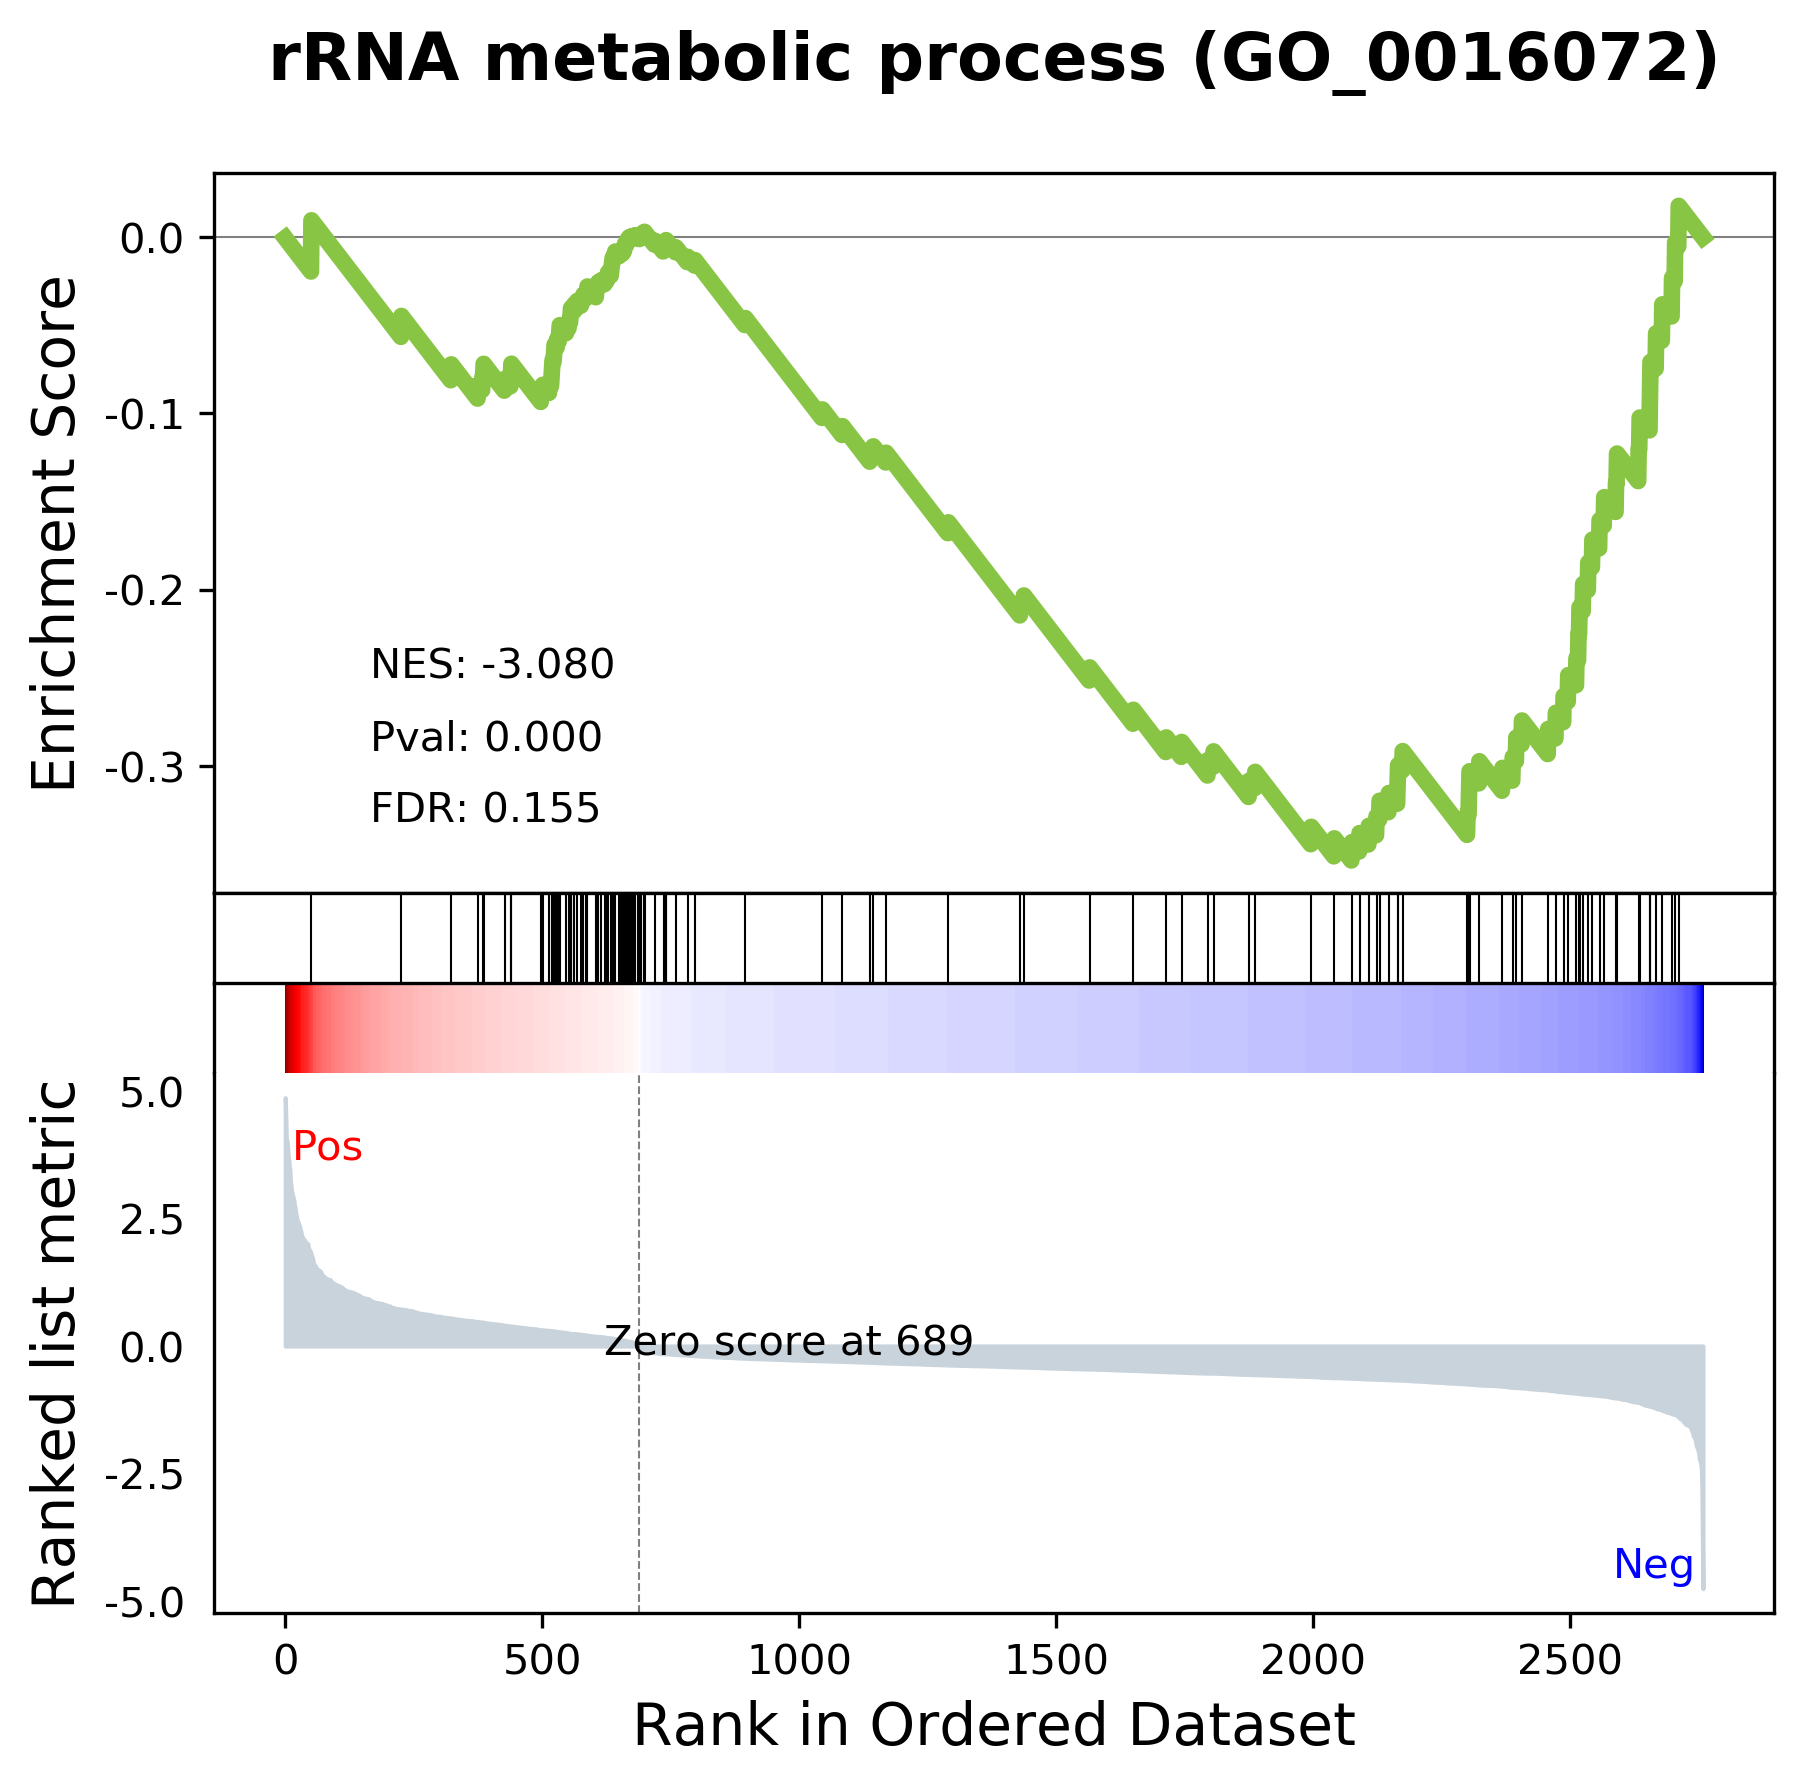 rRNA metabolic process (GO_0016072)
Enrichment Score
0.0
-0.1
-0.2
-0.3
NES: -3.080
Pval: 0.000
FDR: 0.155
Ranked list metric
5.0
2.5
0.0
-2.5
-5.0
Pos
Zero score at 689
Neg
0 500 1000 1500 2000 2500
Rank in Ordered Dataset